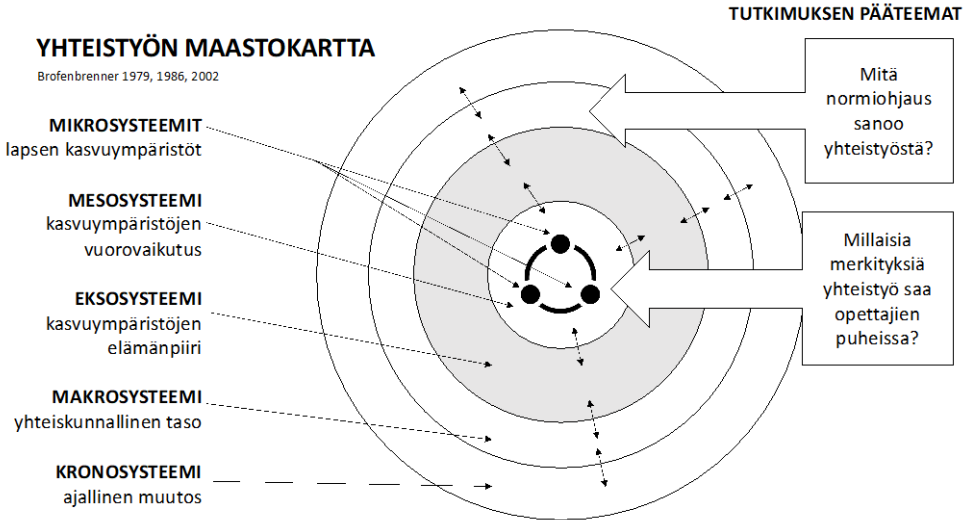 TUTKIMUKSEN PÄÄTEEMAT
YHTEISTYÖN MAASTOKARTTA
Brofenbrenner 1979, 1986, 2002
MIKROSYSTEEMIT
lapsen kasvuympäristöt
MESOSYSTEEMI
kasvuympäristöjen
vuorovaikutus
EKSOSYSTEEMI
kasvuympäristöjen
elämänpiiri
MAKROSYSTEEMI
yhteiskunnallinen taso
KRONOSYSTEEMI
ajallinen muutos
Mitä
normiohjaus
sanoo
yhteistyöstä?
Millaisia
merkityksiä
yhteistyö saa
opettajien
puheissa?